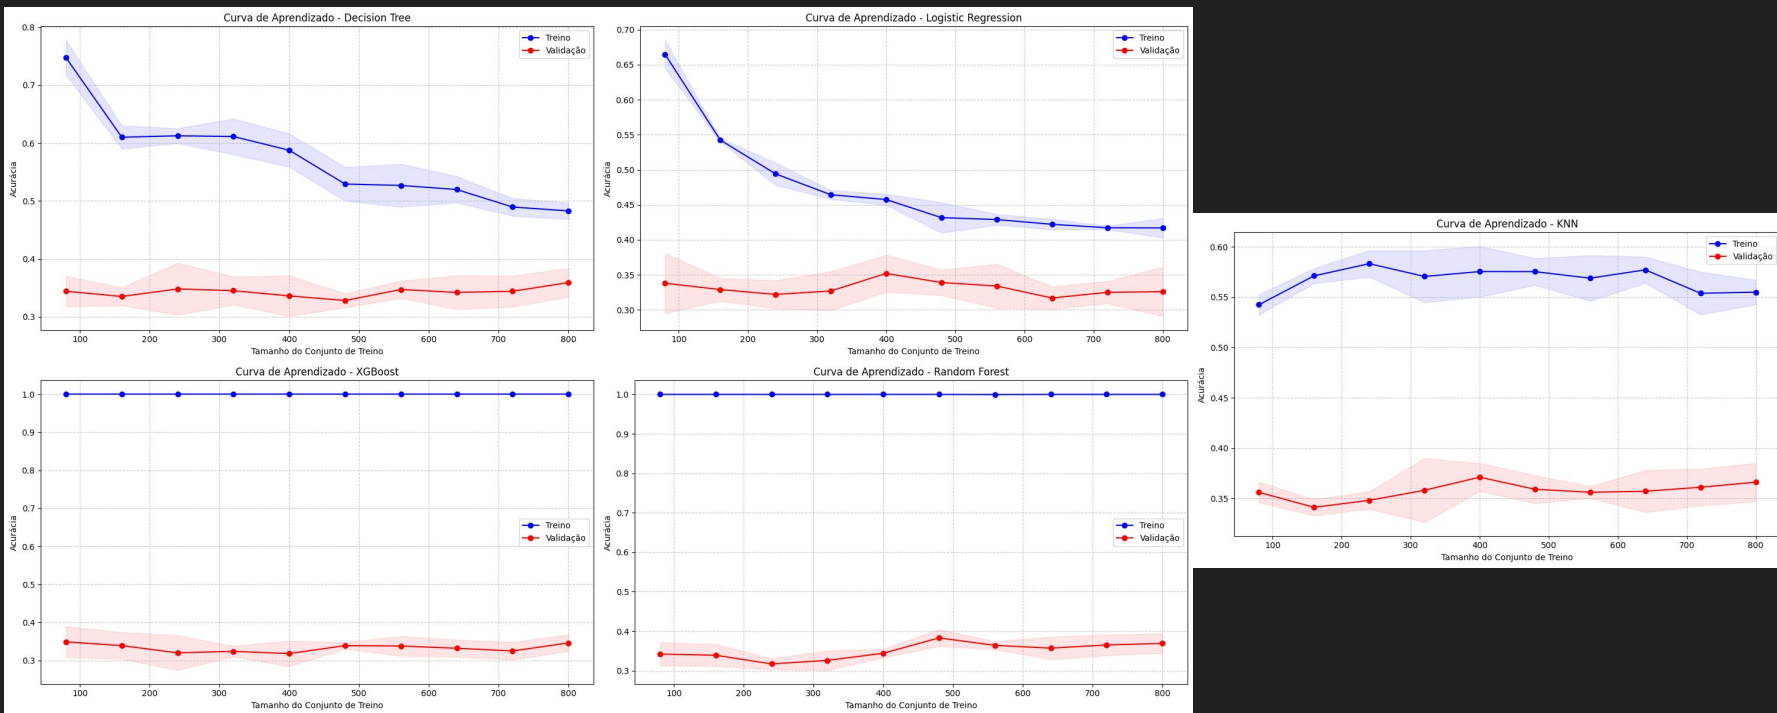 Curva de Aprendizado - Decision Tree
0.8
0.7
0.6
0.5
0.4
0.3
Acurácia
Treino
Validação
100 200 300 400 500 600 700 800
Tamanho do Conjunto de Treino
Curva de Aprendizado - Logistic Regression
0.70
0.65
0.60
0.55
0.50
0.45
0.40
0.35
0.30
Acurácia
Treino
Validação
100 200 300 400 500 600 700 800
Tamanho do Conjunto de Treino
Curva de Aprendizado - KNN
0.60
0.55
0.50
0.45
0.40
0.35
Acurácia
Treino
Validação
100 200 300 400 500 600 700 800
Tamanho do Conjunto de Treino
Curva de Aprendizado - XGBoost
1.0
0.9
0.8
0.7
0.6
0.5
0.4
0.3
Acurácia
Treino
Validação
100 200 300 400 500 600 700 800
Tamanho do Conjunto de Treino
Curva de Aprendizado - Random Forest
1.0
0.9
0.8
0.7
0.6
0.5
0.4
0.3
Acurácia
Treino
Validação
100 200 300 400 500 600 700 800
Tamanho do Conjunto de Treino